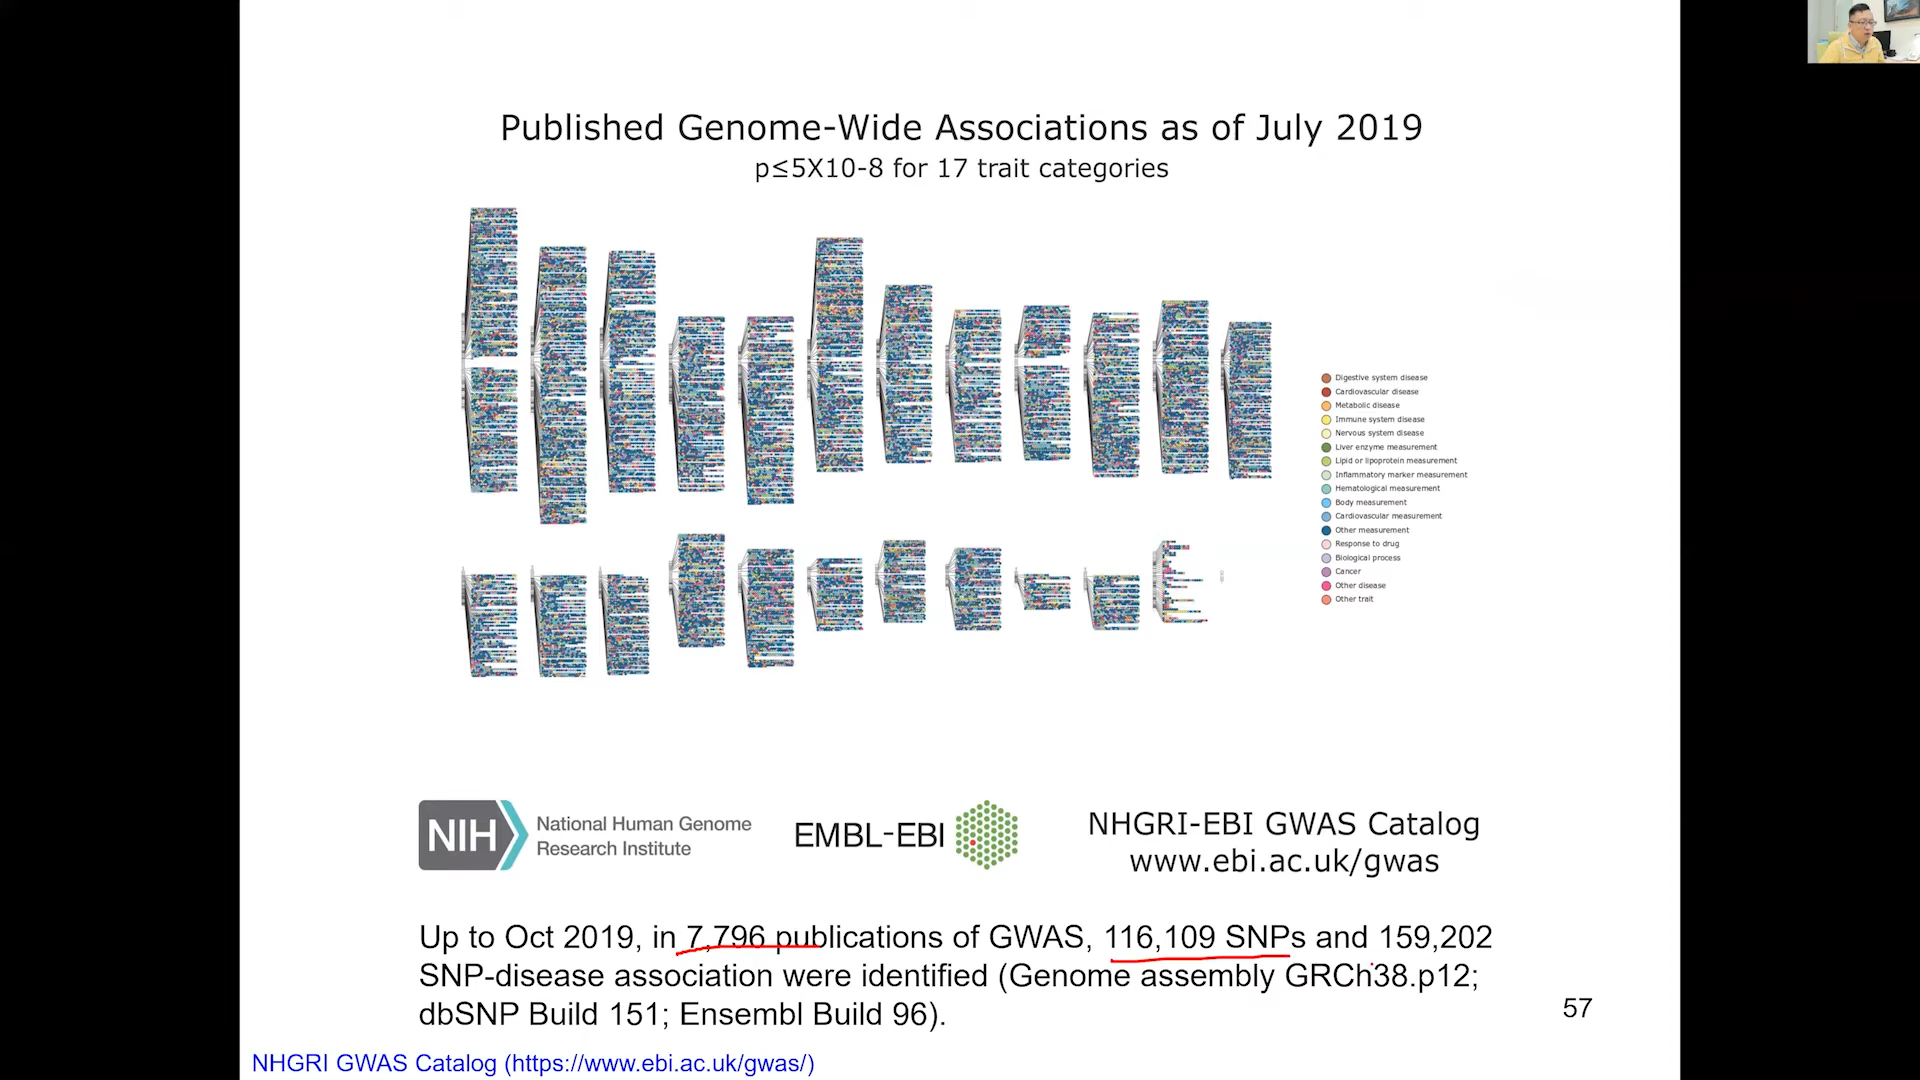 Published Genome-Wide Associations as of July 2019
p≤5X10-8 for 17 trait categories
Digestive system disease
Cardiovascular disease
Metabolic disease
Immune system disease
Nervous system disease
Liver enzyme measurement
Lipid or lipoprotein measurement
Inflammatory marker measurement
Hematological measurement
Body measurement
Cardiovascular measurement
Other measurement
Response to drug
Biological process
Cancer
Other disease
Other trait
NIH
National Human Genome
Research Institute
EMBL-EBI
NHGRI-EBI GWAS Catalog
www.ebi.ac.uk/gwas
Up to Oct 2019, in 7,796 publications of GWAS, 116,109 SNPs and 159,202
SNP-disease association were identified (Genome assembly GRCh38.p12;
dbSNP Build 151; Ensembl Build 96).
57
NHGRI GWAS Catalog (https://www.ebi.ac.uk/gwas/)